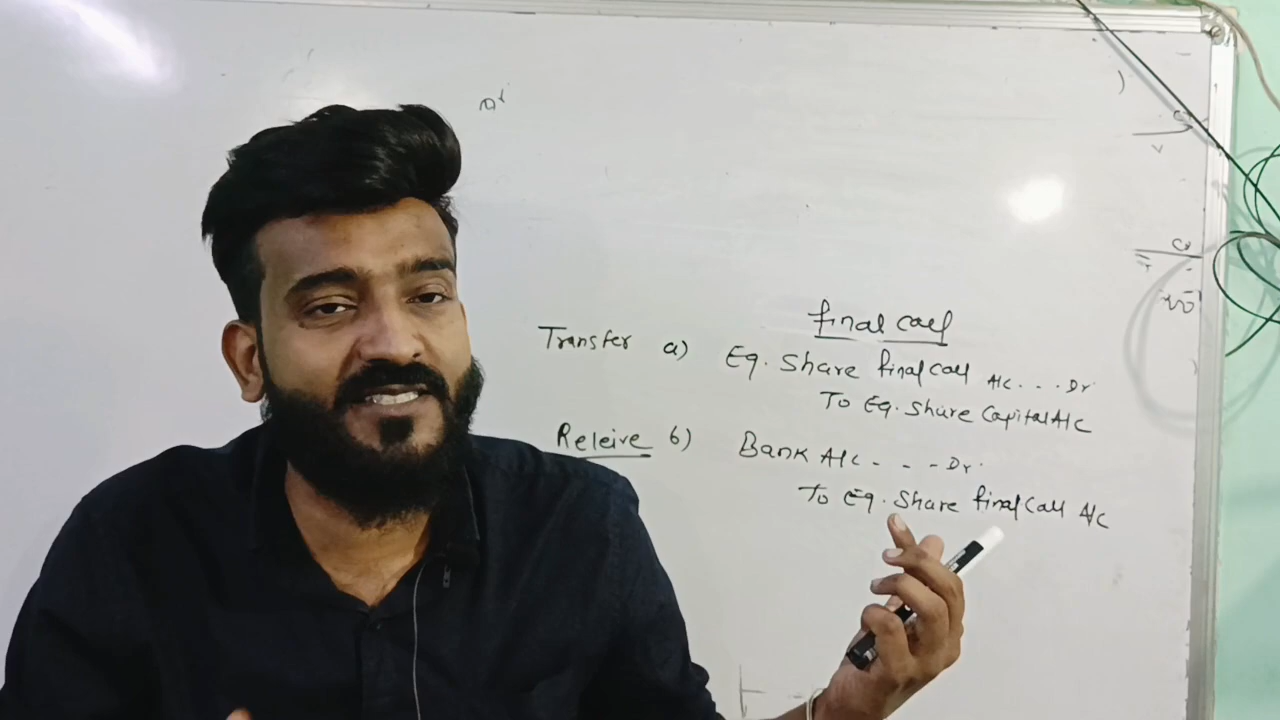 final call
Transfer a) Eq. Share final call A/c. . . Dr.
To Eq. Share Capital A/c
Releive b) Bank A/c - - - Dr.
To Eq. Share final call A/c